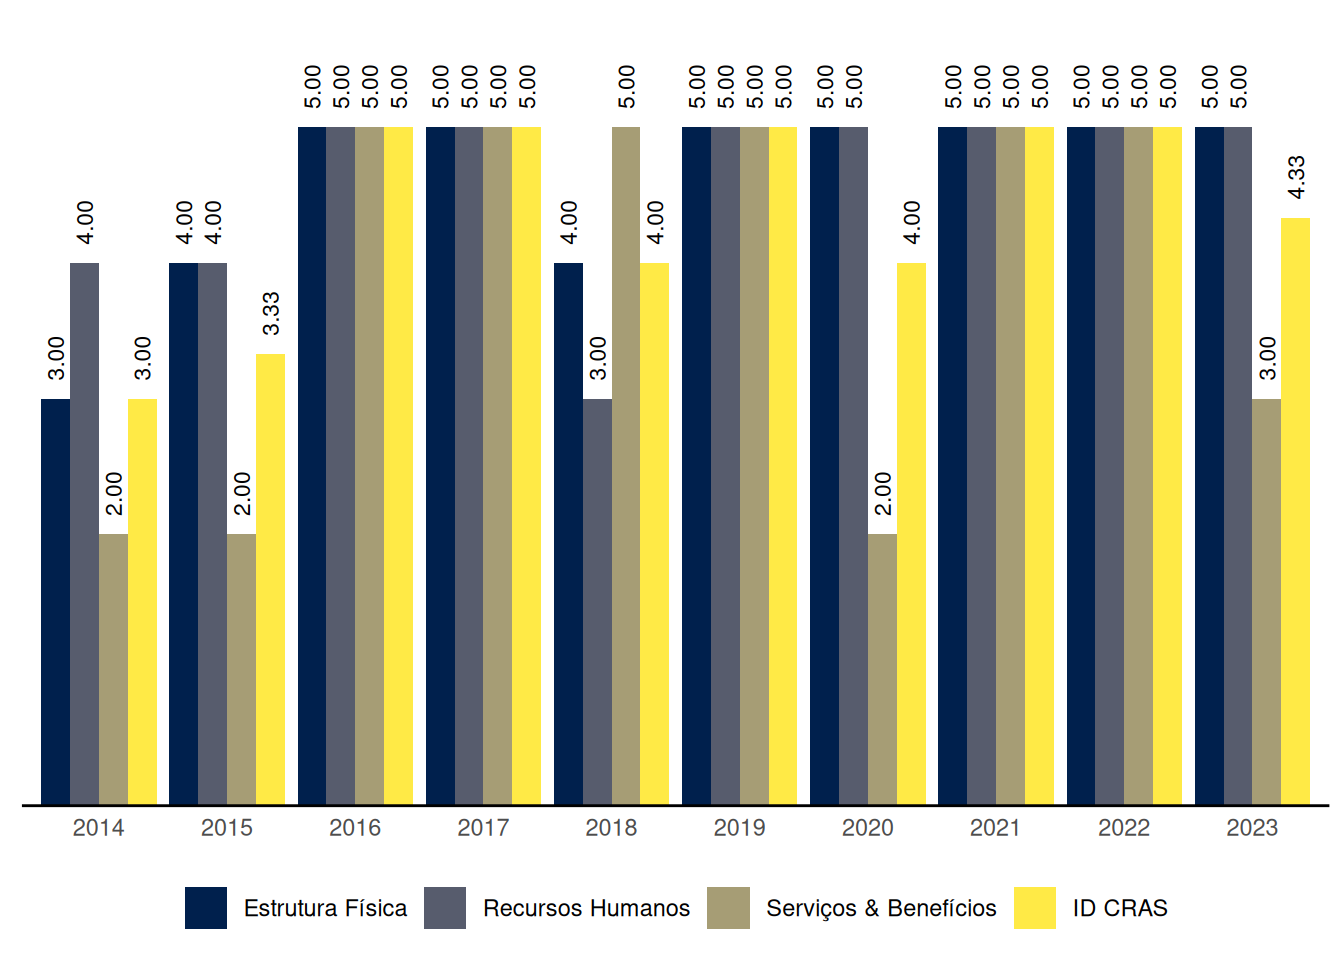 5.00 5.00 5.00 5.00 5.00 5.00 5.00 5.00 5.00 5.00 5.00 5.00 5.00 5.00 5.00 5.00 5.00 5.00 5.00 5.00 5.00 5.00 5.00 5.00 5.00
4.33
4.00 4.00 4.00 4.00 4.00 4.00
3.33
3.00 3.00 3.00 3.00
2.00 2.00 2.00
2014 2015 2016 2017 2018 2019 2020 2021 2022 2023
Estrutura Física Recursos Humanos Serviços & Benefícios ID CRAS